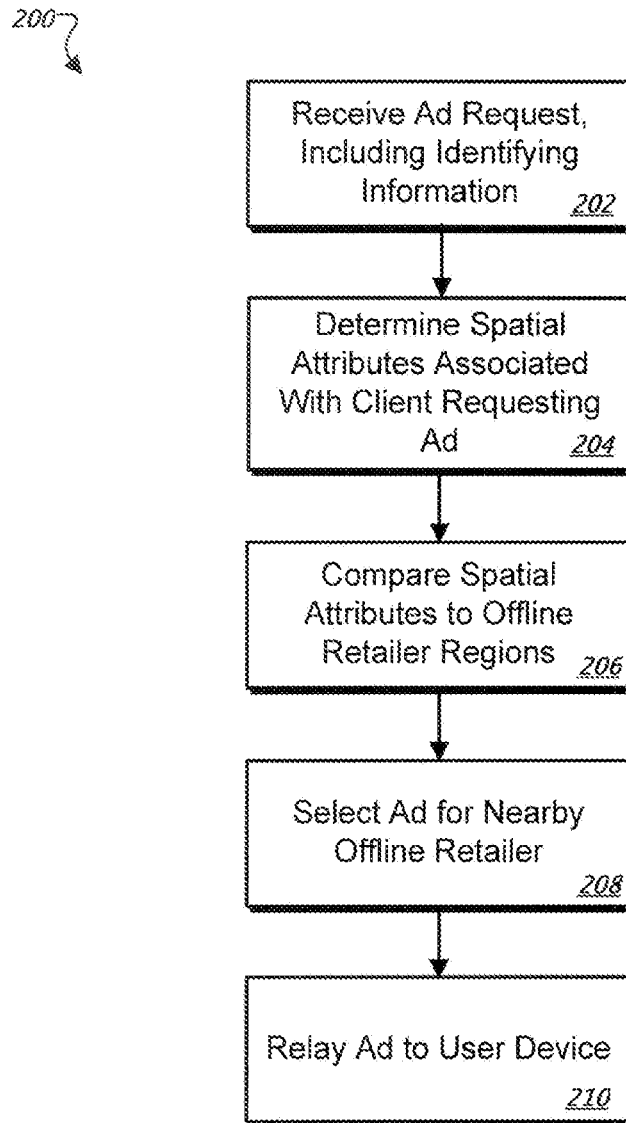 200
Receive Ad Request,
Including Identifying
Information
202
Determine Spatial
Attributes Associated
With Client Requesting
Ad
204
Compare Spatial
Attributes to Offline
Retailer Regions
206
Select Ad for Nearby
Offline Retailer
208
Relay Ad to User Device
210